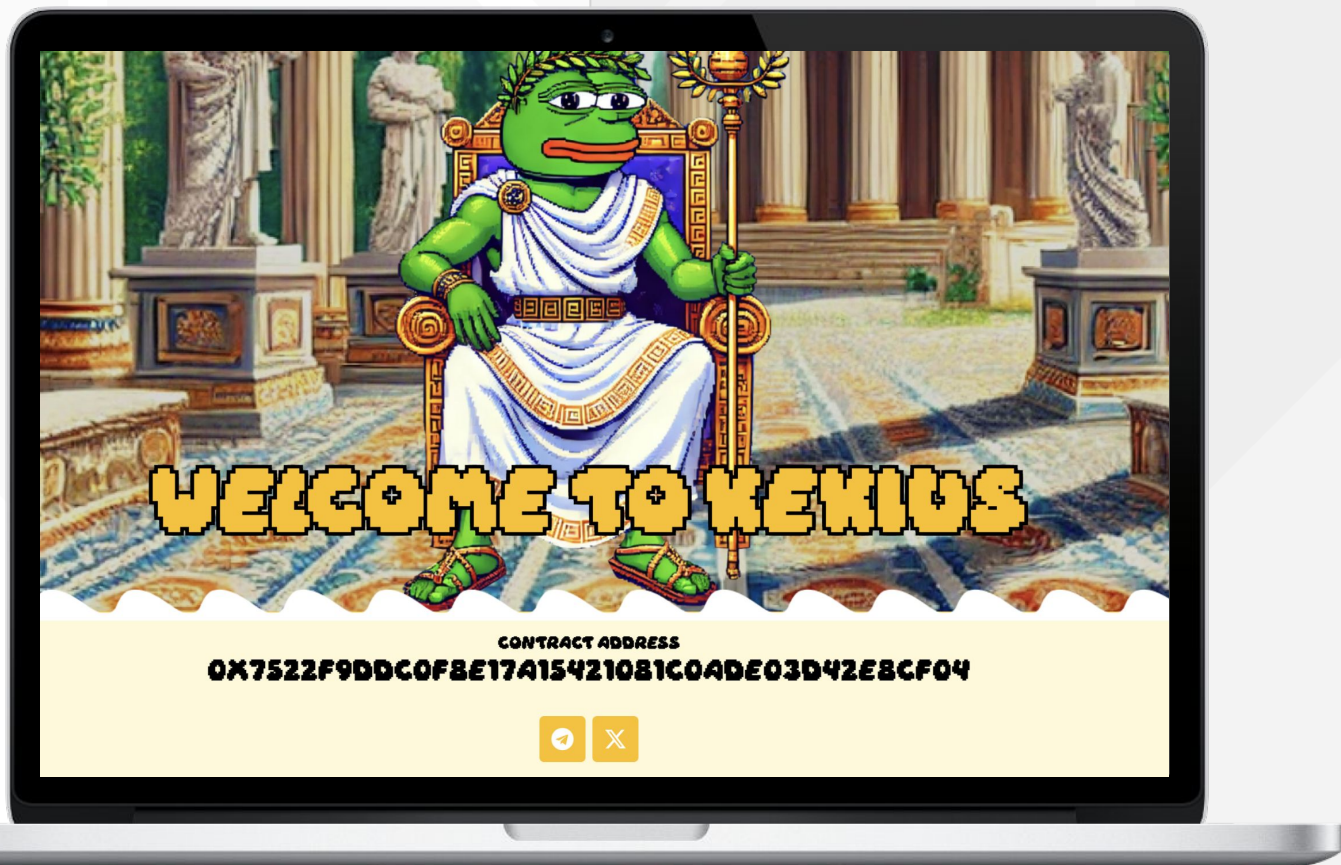 WELCOME TO KEKIUS
CONTRACT ADDRESS
0X7522F9DDC0F8E17A15421081C0ADE03D42E8CF04